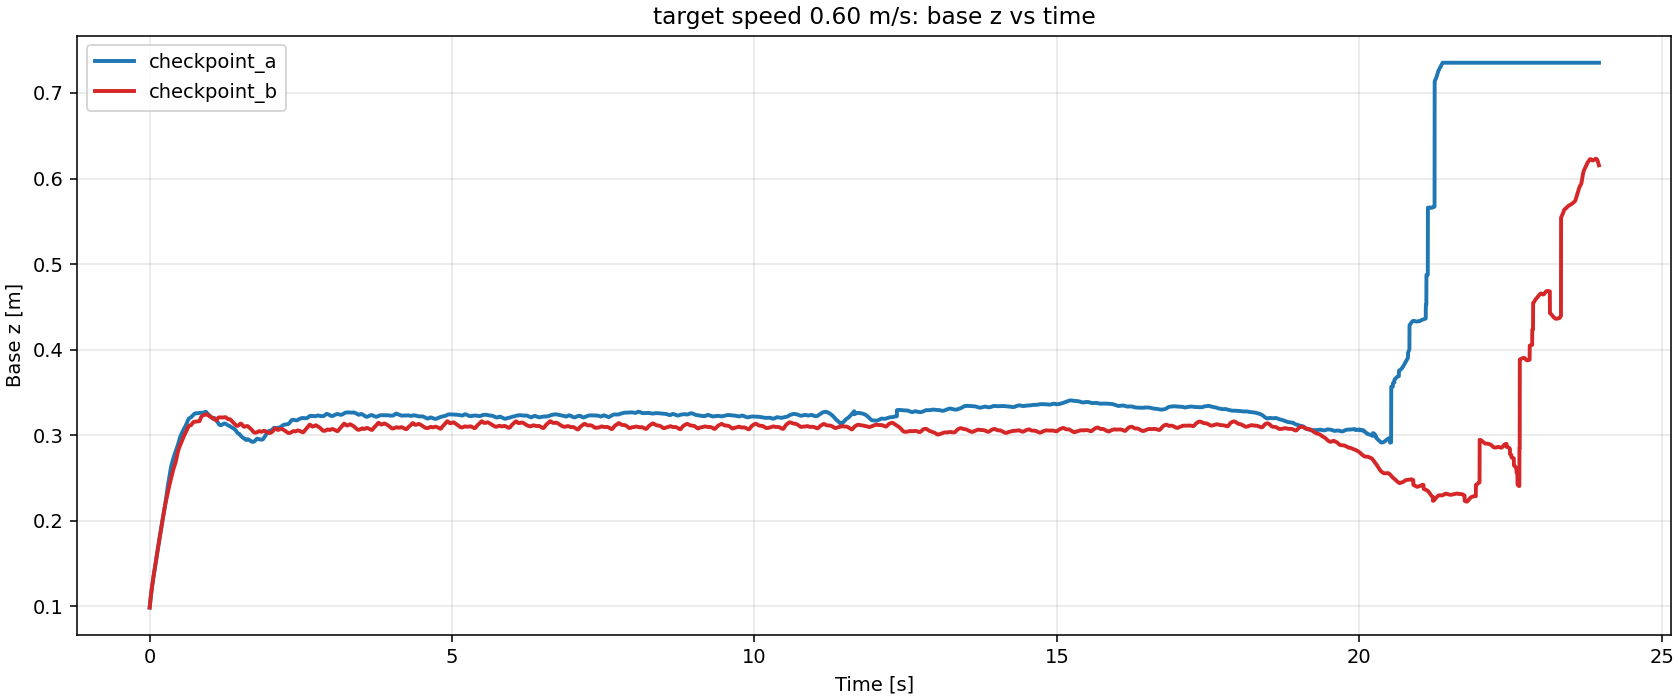 target speed 0.60 m/s: base z vs time
checkpoint_a
checkpoint_b
Base z [m]
0.7
0.6
0.5
0.4
0.3
0.2
0.1
0 5 10 15 20 25
Time [s]